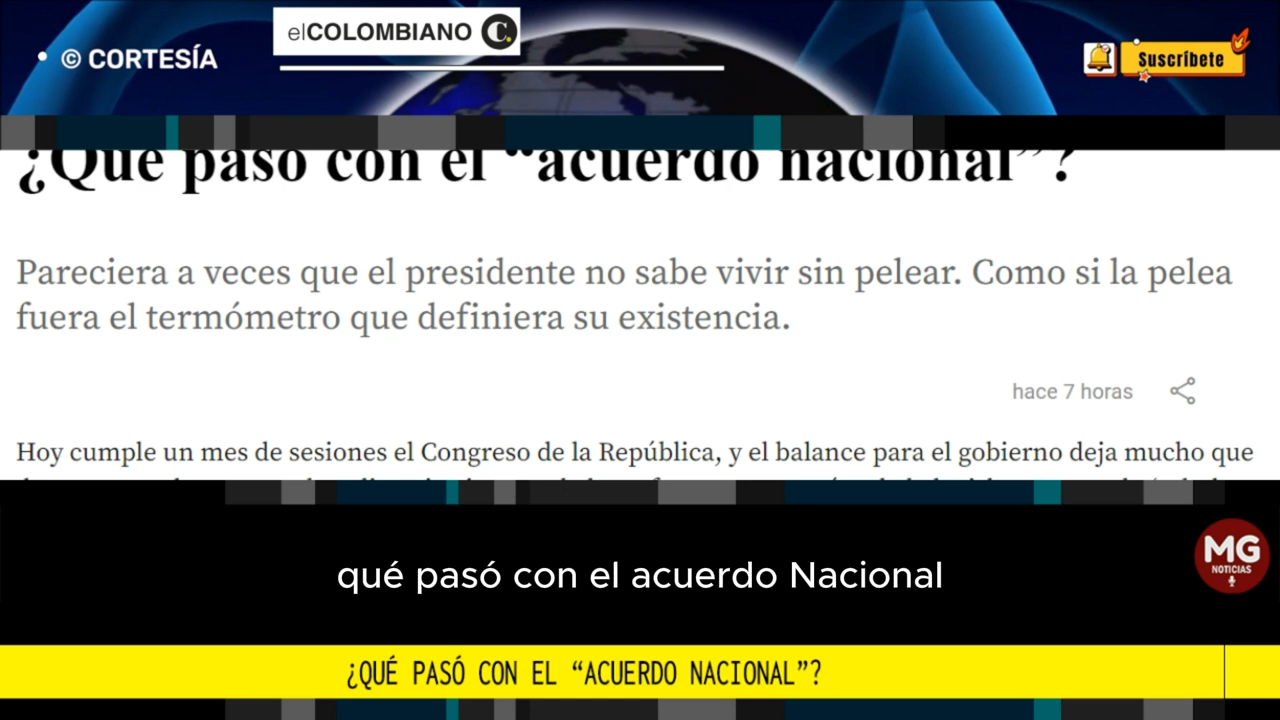 elCOLOMBIANO C.
© CORTESÍA
Suscríbete
¿Qué pasó con el “acuerdo nacional”?
Pareciera a veces que el presidente no sabe vivir sin pelear. Como si la pelea
fuera el termómetro que definiera su existencia.
hace 7 horas
Hoy cumple un mes de sesiones el Congreso de la República, y el balance para el gobierno deja mucho que
qué pasó con el acuerdo Nacional
MG
NOTICIAS
¿QUÉ PASÓ CON EL “ACUERDO NACIONAL”?